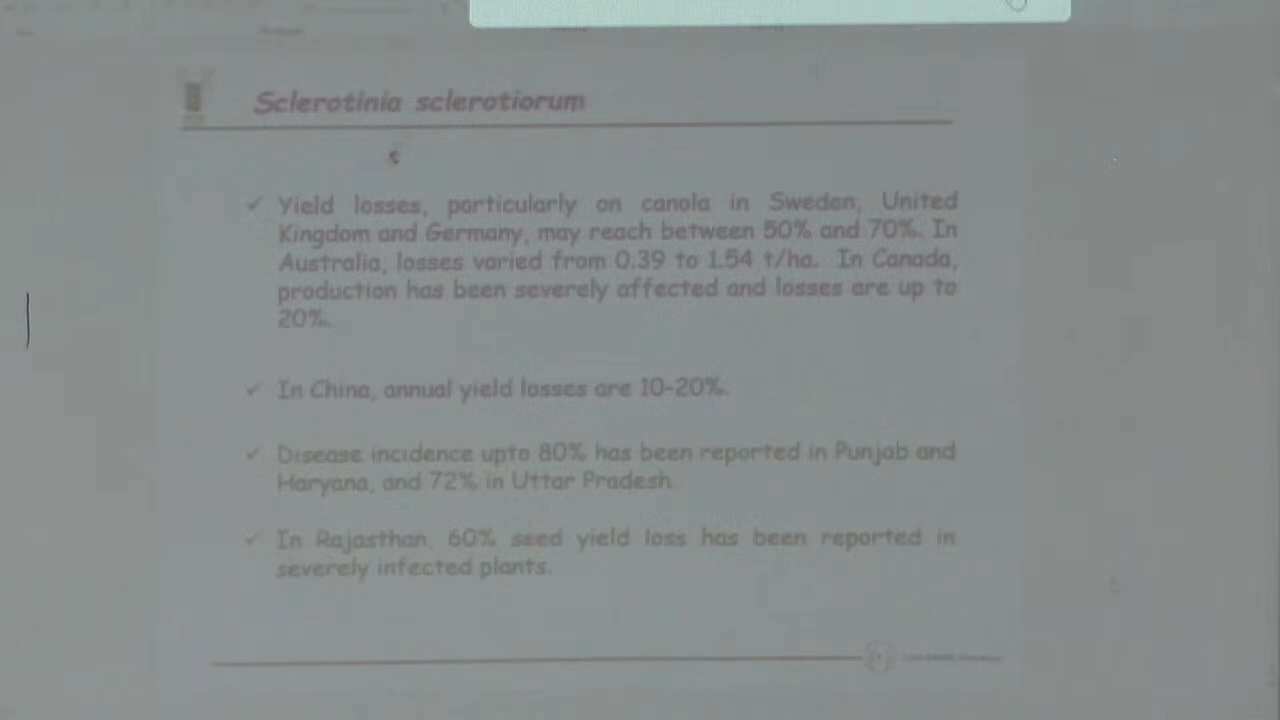 Sclerotinia sclerotiorum
✓ Yield losses, particularly on canola in Sweden, United
Kingdom and Germany, may reach between 50% and 70%. In
Australia, losses varied from 0.39 to 1.54 t/ha. In Canada,
production has been severely affected and losses are up to
20%.
✓ In China, annual yield losses are 10-20%.
✓ Disease incidence upto 80% has been reported in Punjab and
Haryana, and 72% in Uttar Pradesh.
✓ In Rajasthan, 60% seed yield loss has been reported in
severely infected plants.